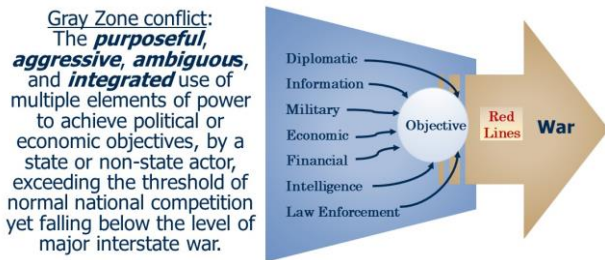 Gray Zone conflict:
The purposeful,
aggressive, ambiguous,
and integrated use of
multiple elements of power
to achieve political or
economic objectives, by a
state or non-state actor,
exceeding the threshold of
normal national competition
yet falling below the level of
major interstate war.
Diplomatic
Information
Military
Economic
Financial
Intelligence
Law Enforcement
Objective
Red
Lines
War